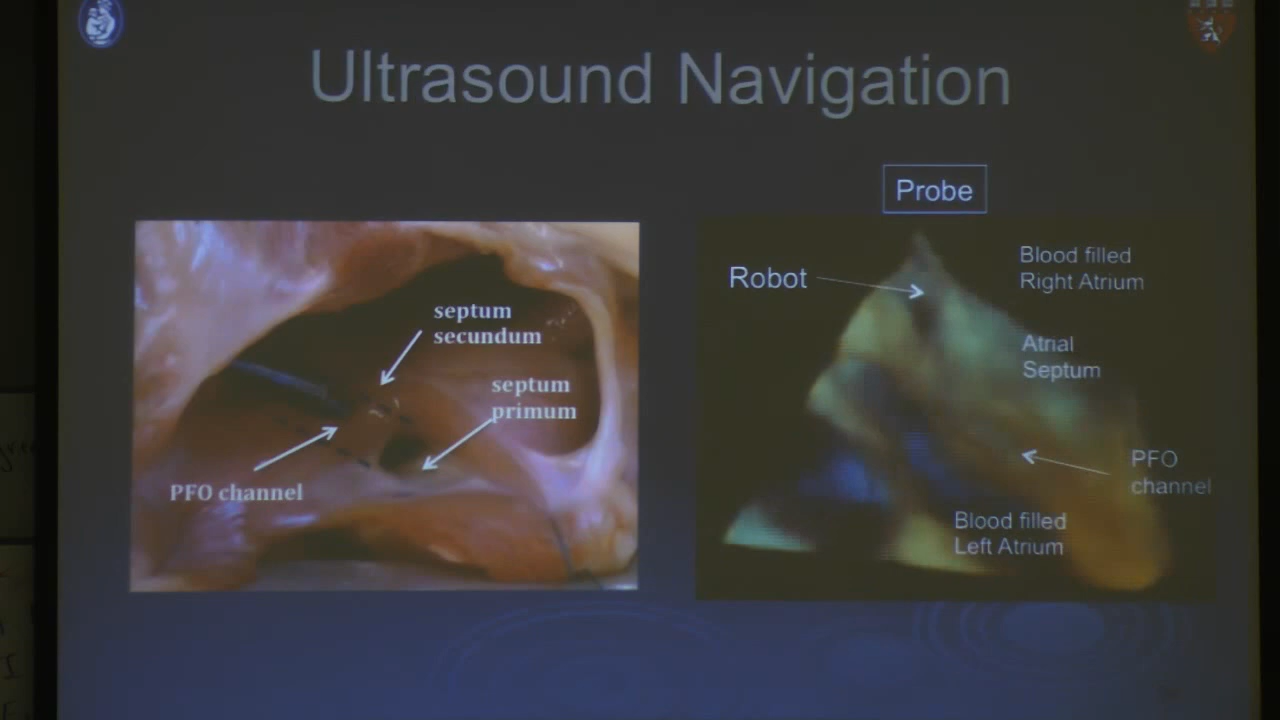 Ultrasound Navigation
septum
secundum
septum
primum
PFO channel
Probe
Robot
Blood filled
Right Atrium
Atrial
Septum
PFO
channel
Blood filled
Left Atrium